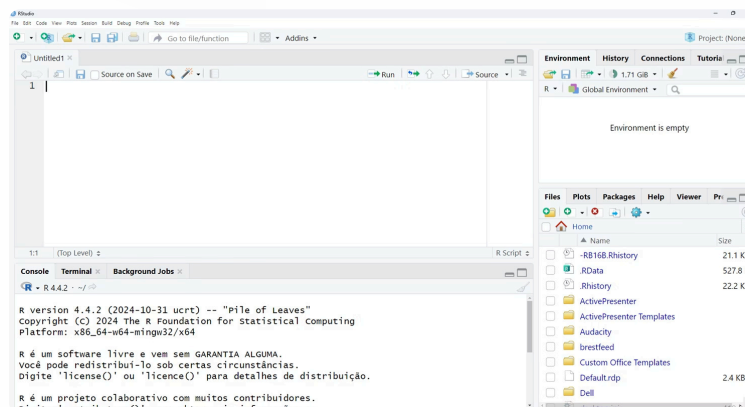 RStudio
File Edit Code View Plots Session Build Debug Profile Tools Help
Go to file/function Addins Project: (None
Untitled1
Source on Save Run Source
1
1:1 (Top Level) R Script
Console Terminal Background Jobs
R 4.4.2 · ~/
R version 4.4.2 (2024-10-31 ucrt) -- "Pile of Leaves"
Copyright (C) 2024 The R Foundation for Statistical Computing
Platform: x86_64-w64-mingw32/x64
R é um software livre e vem sem GARANTIA ALGUMA.
Você pode redistribuí-lo sob certas circunstâncias.
Digite 'license()' ou 'licence()' para detalhes de distribuição.
R é um projeto colaborativo com muitos contribuidores.
Environment History Connections Tutorial
1.71 GiB
R Global Environment
Environment is empty
Files Plots Packages Help Viewer Pr
Home
Name Size
-RB16B.Rhistory 21.1 K
.RData 527.8
.Rhistory 22.2 K
ActivePresenter
ActivePresenter Templates
Audacity
brestfeed
Custom Office Templates
Default.rdp 2.4 KB
Dell